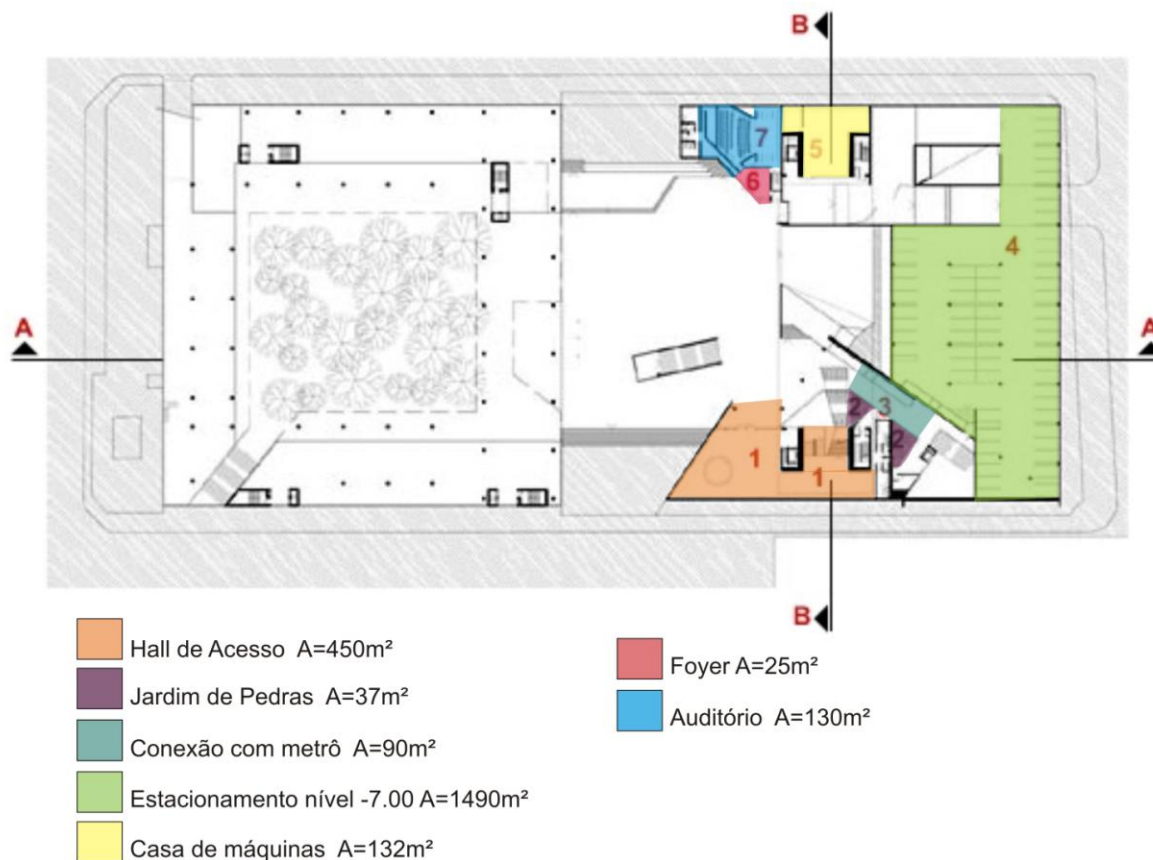 B
7
5
6
4
A
A
3
2
2
1
1
B
Hall de Acesso A=450m²
Jardim de Pedras A=37m²
Conexão com metrô A=90m²
Estacionamento nível -7.00 A=1490m²
Casa de máquinas A=132m²
Foyer A=25m²
Auditório A=130m²